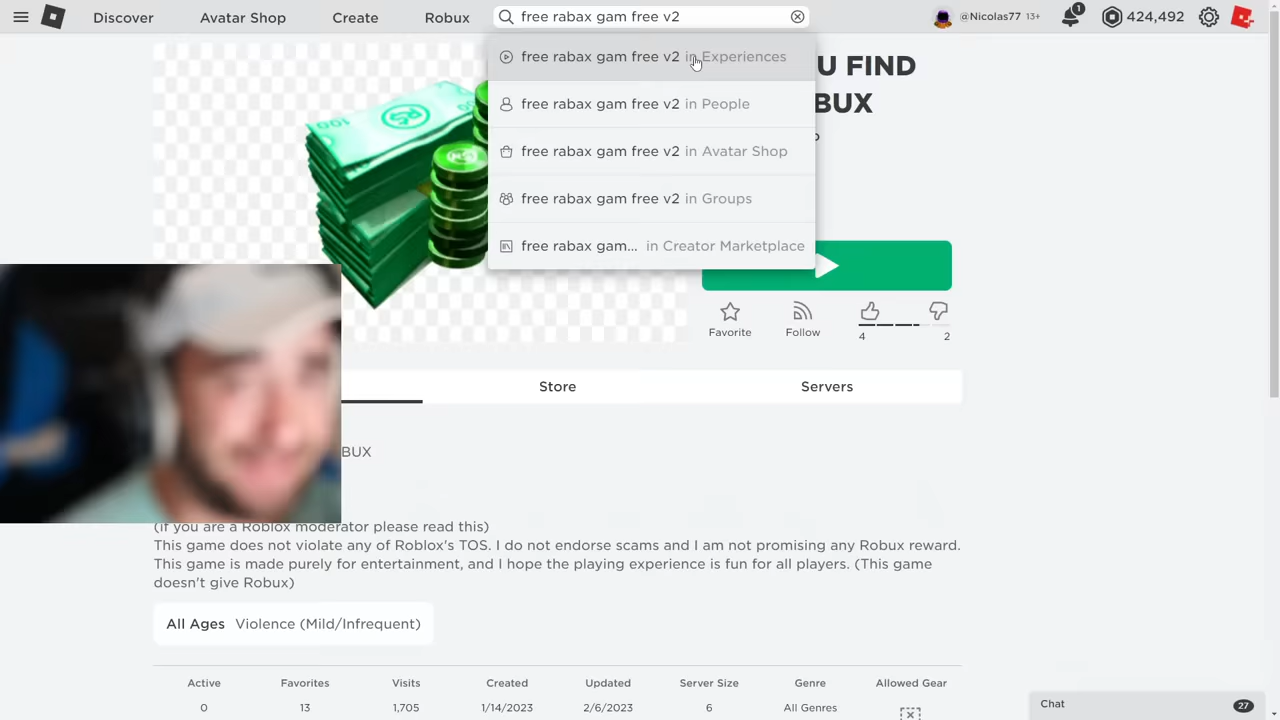 Discover
Avatar Shop
Create
Robux
free rabax gam free v2
@Nicolas77 13+
1
424,492
free rabax gam free v2 in Experiences
free rabax gam free v2 in People
free rabax gam free v2 in Avatar Shop
free rabax gam free v2 in Groups
free rabax gam... in Creator Marketplace
U FIND
BUX
100
RS
Favorite
Follow
4
2
Store
Servers
BUX
(if you are a Roblox moderator please read this)
This game does not violate any of Roblox's TOS. I do not endorse scams and I am not promising any Robux reward.
This game is made purely for entertainment, and I hope the playing experience is fun for all players. (This game
doesn't give Robux)
All Ages Violence (Mild/Infrequent)
Active Favorites Visits Created Updated Server Size Genre Allowed Gear
0 13 1,705 1/14/2023 2/6/2023 6 All Genres
Chat 27